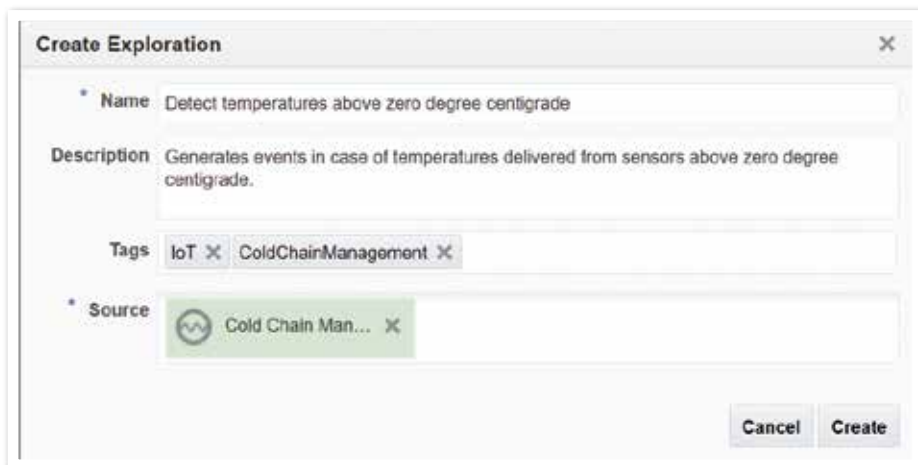 Create Exploration
* Name Detect temperatures above zero degree centigrade
Description Generates events in case of temperatures delivered from sensors above zero degree
centigrade.
Tags IoT ColdChainManagement
* Source Cold Chain Man...
Cancel Create